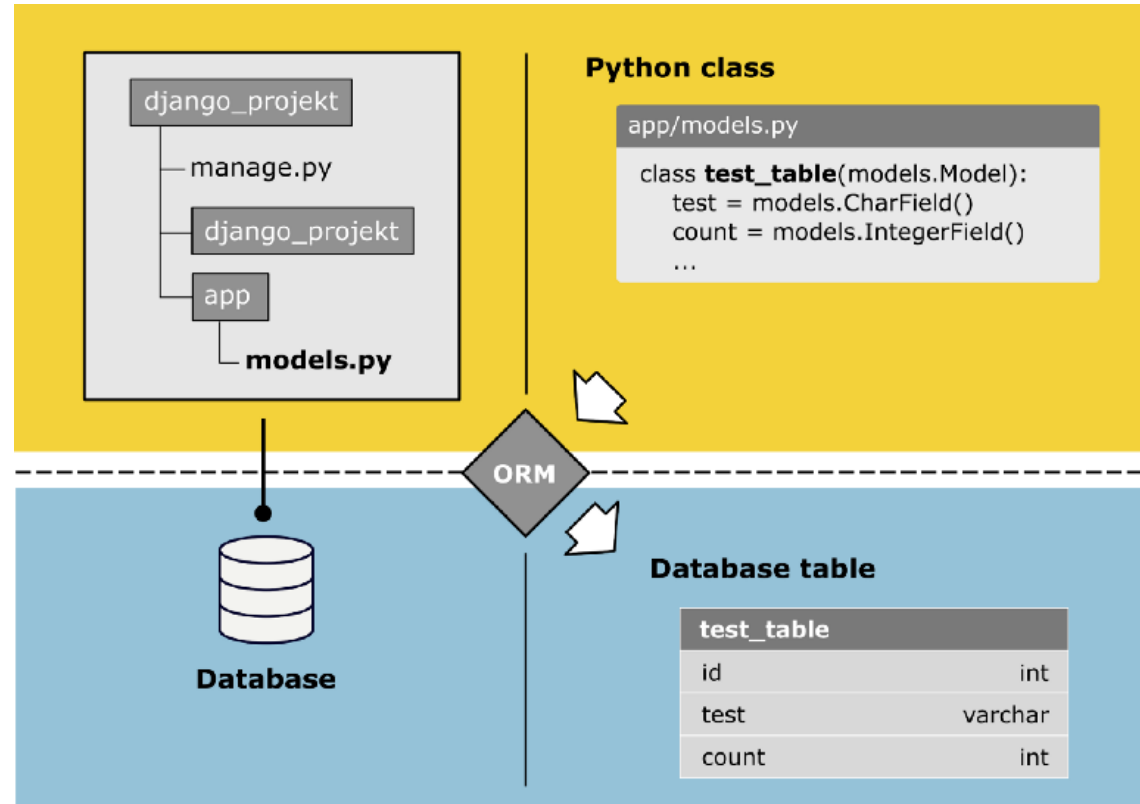 django_projekt
manage.py
django_projekt
app
models.py
Python class
app/models.py
class test_table(models.Model):
test = models.CharField()
count = models.IntegerField()
...
ORM
Database
Database table
test_table
id int
test varchar
count int